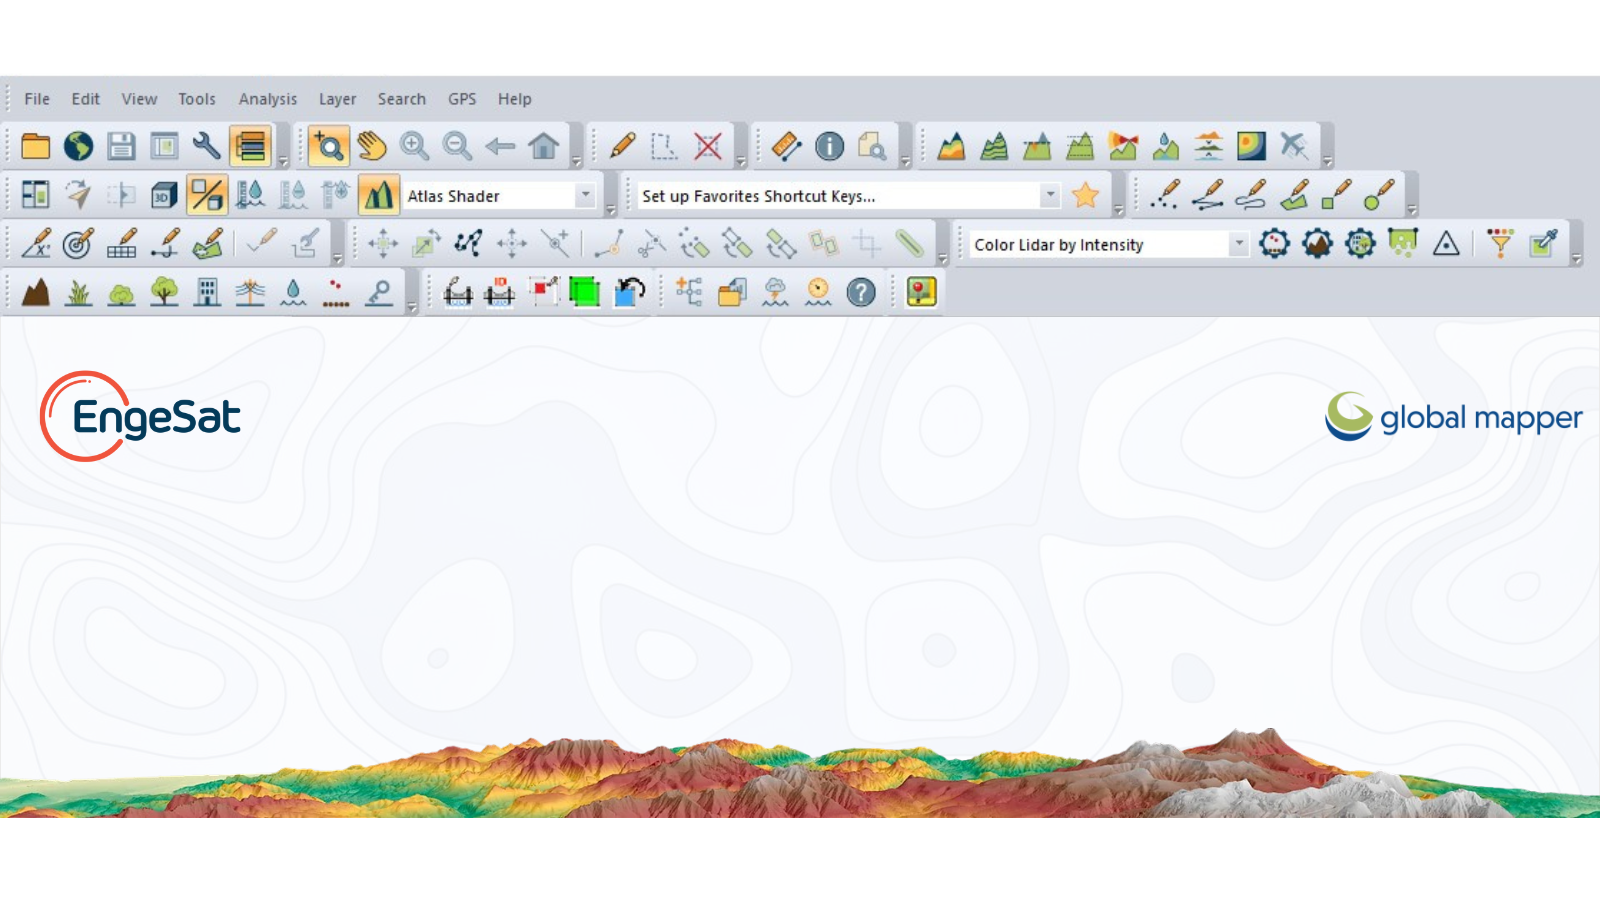 File Edit View Tools Analysis Layer Search GPS Help
3D Atlas Shader Set up Favorites Shortcut Keys...
Color Lidar by Intensity
EngeSat
global mapper